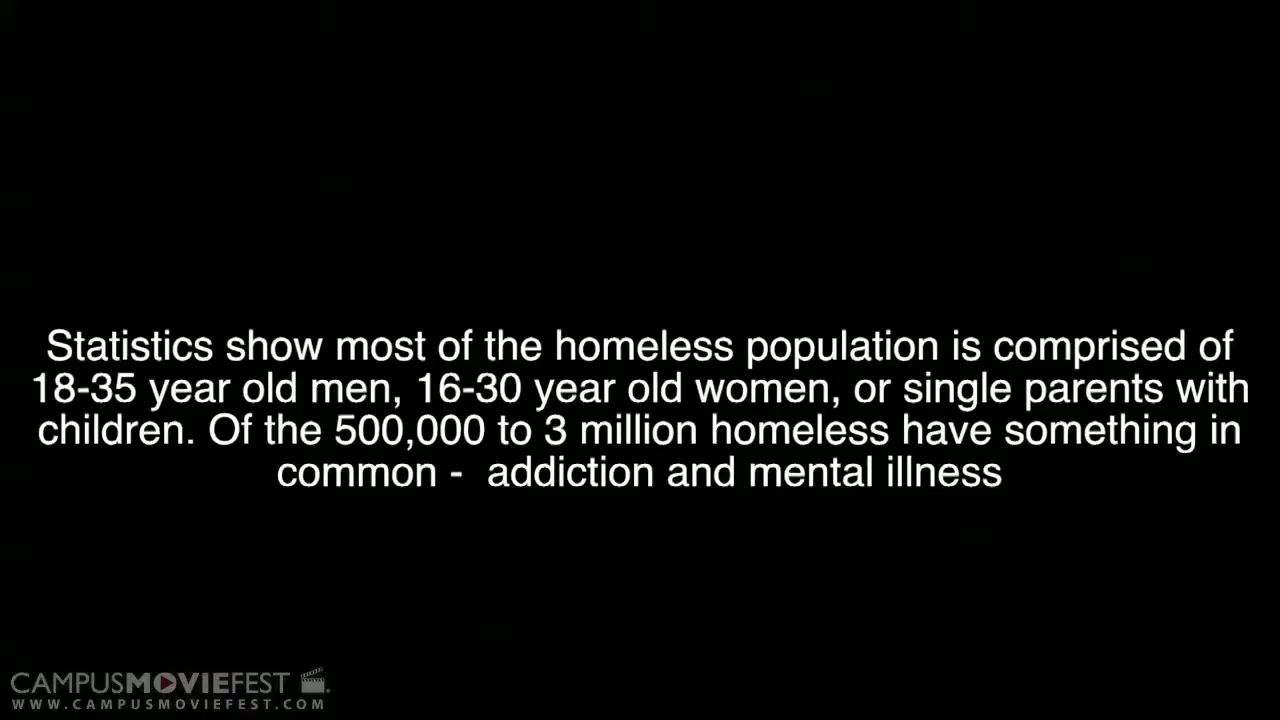 Statistics show most of the homeless population is comprised of
18-35 year old men, 16-30 year old women, or single parents with
children. Of the 500,000 to 3 million homeless have something in
common -  addiction and mental illness
CAMPUSMOVIEFEST
WWW.CAMPUSMOVIEFEST.COM